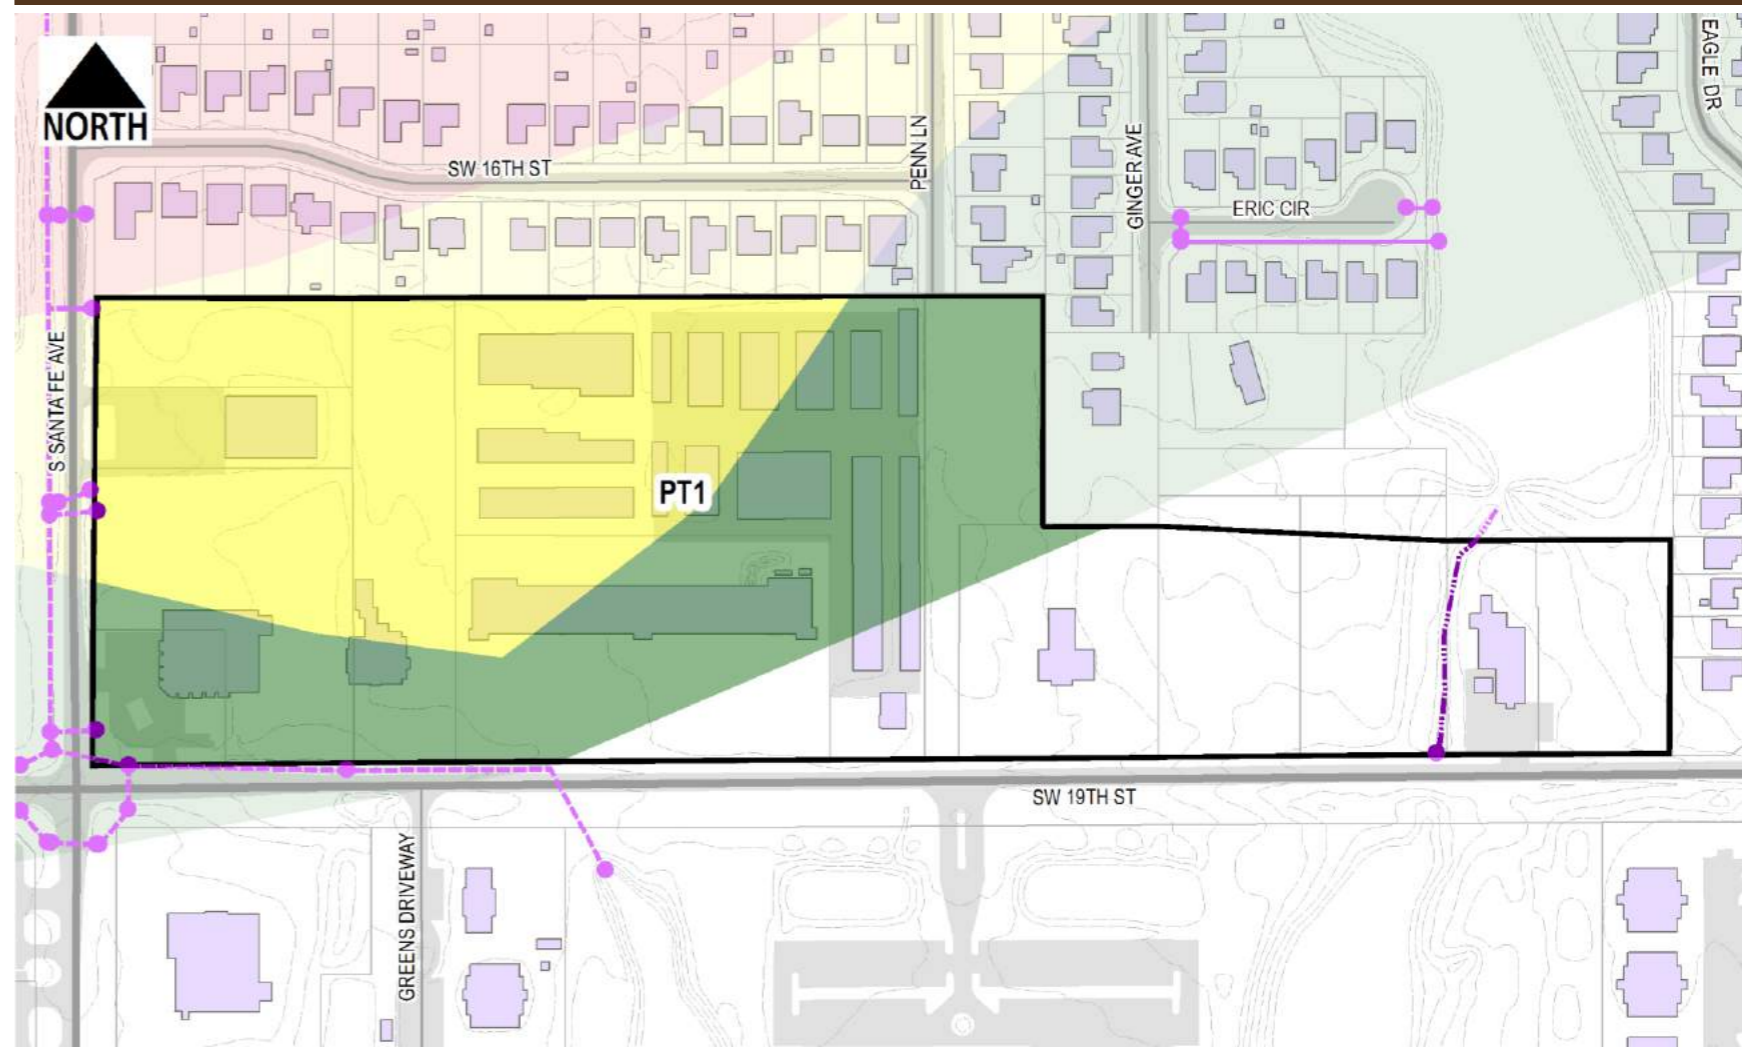 NORTH
EAGLE DR
SW 16TH ST
PENN LN
GINGER AVE
ERIC CIR
S SANTA FE AVE
PT1
SW 19TH ST
GREENS DRIVEWAY